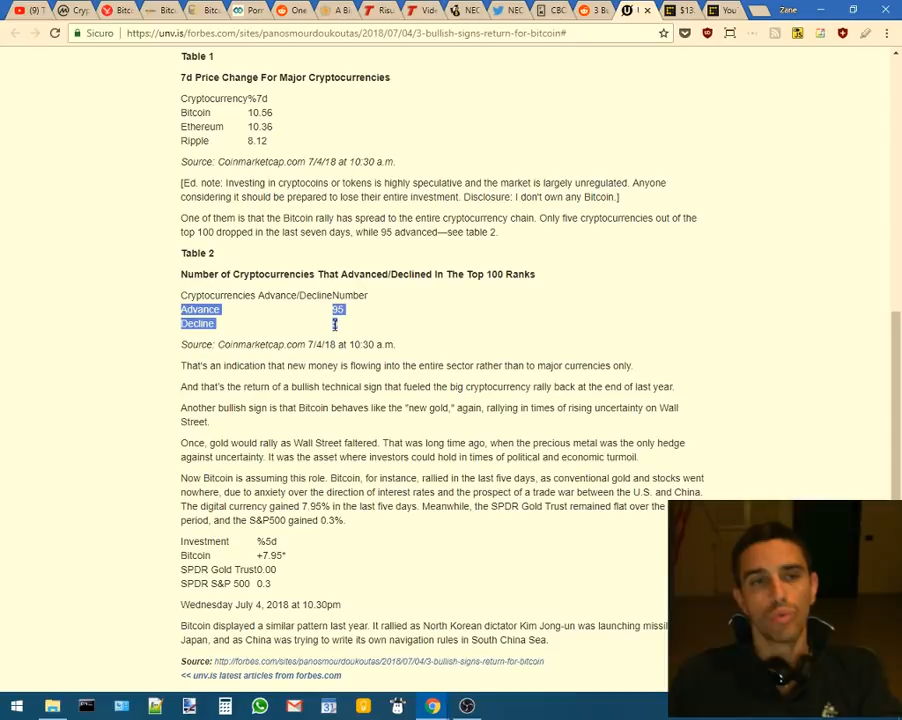 (9) T
Cry
Bitc
Bitc
Bitc
Porn
One
A Bi
Risu
Vide
NEC
NEC
CBC
3 Bu
$13
You
Zane
Sicuro https://unv.is/forbes.com/sites/panosmourdoukoutas/2018/07/04/3-bullish-signs-return-for-bitcoin#
Table 1
7d Price Change For Major Cryptocurrencies
Cryptocurrency%7d
Bitcoin 10.56
Ethereum 10.36
Ripple 8.12
Source: Coinmarketcap.com 7/4/18 at 10:30 a.m.
[Ed. note: Investing in cryptocoins or tokens is highly speculative and the market is largely unregulated. Anyone
considering it should be prepared to lose their entire investment. Disclosure: I don't own any Bitcoin.]
One of them is that the Bitcoin rally has spread to the entire cryptocurrency chain. Only five cryptocurrencies out of the
top 100 dropped in the last seven days, while 95 advanced—see table 2.
Table 2
Number of Cryptocurrencies That Advanced/Declined In The Top 100 Ranks
Cryptocurrencies Advance/DeclineNumber
Advance 95
Decline
Source: Coinmarketcap.com 7/4/18 at 10:30 a.m.
That's an indication that new money is flowing into the entire sector rather than to major currencies only.
And that's the return of a bullish technical sign that fueled the big cryptocurrency rally back at the end of last year.
Another bullish sign is that Bitcoin behaves like the "new gold," again, rallying in times of rising uncertainty on Wall
Street.
Once, gold would rally as Wall Street faltered. That was long time ago, when the precious metal was the only hedge
against uncertainty. It was the asset where investors could hold in times of political and economic turmoil.
Now Bitcoin is assuming this role. Bitcoin, for instance, rallied in the last five days, as conventional gold and stocks went
nowhere, due to anxiety over the direction of interest rates and the prospect of a trade war between the U.S. and China.
The digital currency gained 7.95% in the last five days. Meanwhile, the SPDR Gold Trust remained flat over the
period, and the S&P500 gained 0.3%.
Investment %5d
Bitcoin +7.95*
SPDR Gold Trust0.00
SPDR S&P 500 0.3
Wednesday July 4, 2018 at 10.30pm
Bitcoin displayed a similar pattern last year. It rallied as North Korean dictator Kim Jong-un was launching missil
Japan, and as China was trying to write its own navigation rules in South China Sea.
Source: http://forbes.com/sites/panosmourdoukoutas/2018/07/04/3-bullish-signs-return-for-bitcoin
<< unv.is latest articles from forbes.com